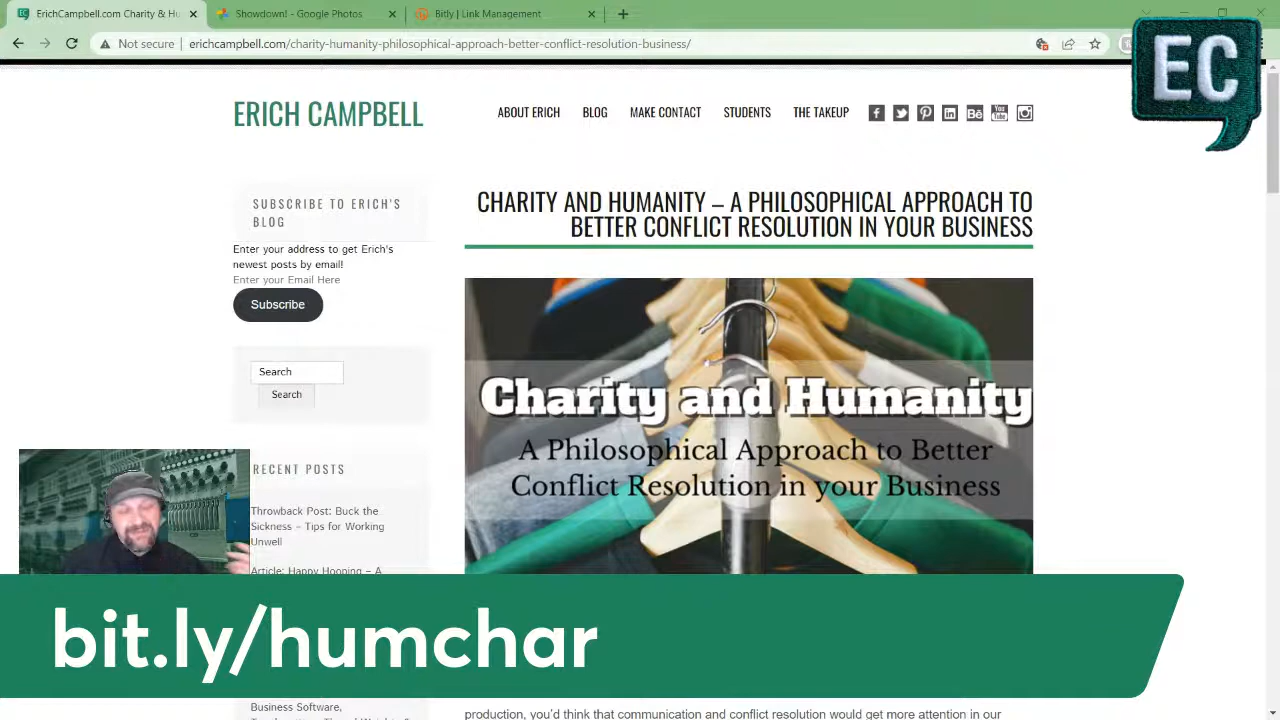 ErichCampbell.com Charity & Hu
Showdown! - Google Photos
Bitly | Link Management
Not secure
erichcampbell.com/charity-humanity-philosophical-approach-better-conflict-resolution-business/
EC
ERICH CAMPBELL
ABOUT ERICH
BLOG
MAKE CONTACT
STUDENTS
THE TAKEUP
SUBSCRIBE TO ERICH'S
BLOG
Enter your address to get Erich's
newest posts by email!
Enter your Email Here
Subscribe
Search
Search
RECENT POSTS
Throwback Post: Buck the
Sickness – Tips for Working
Unwell
Article: Happy Hooping – A
CHARITY AND HUMANITY – A PHILOSOPHICAL APPROACH TO
BETTER CONFLICT RESOLUTION IN YOUR BUSINESS
Charity and Humanity
A Philosophical Approach to Better
Conflict Resolution in your Business
bit.ly/humchar
Business Software,
production, you'd think that communication and conflict resolution would get more attention in our